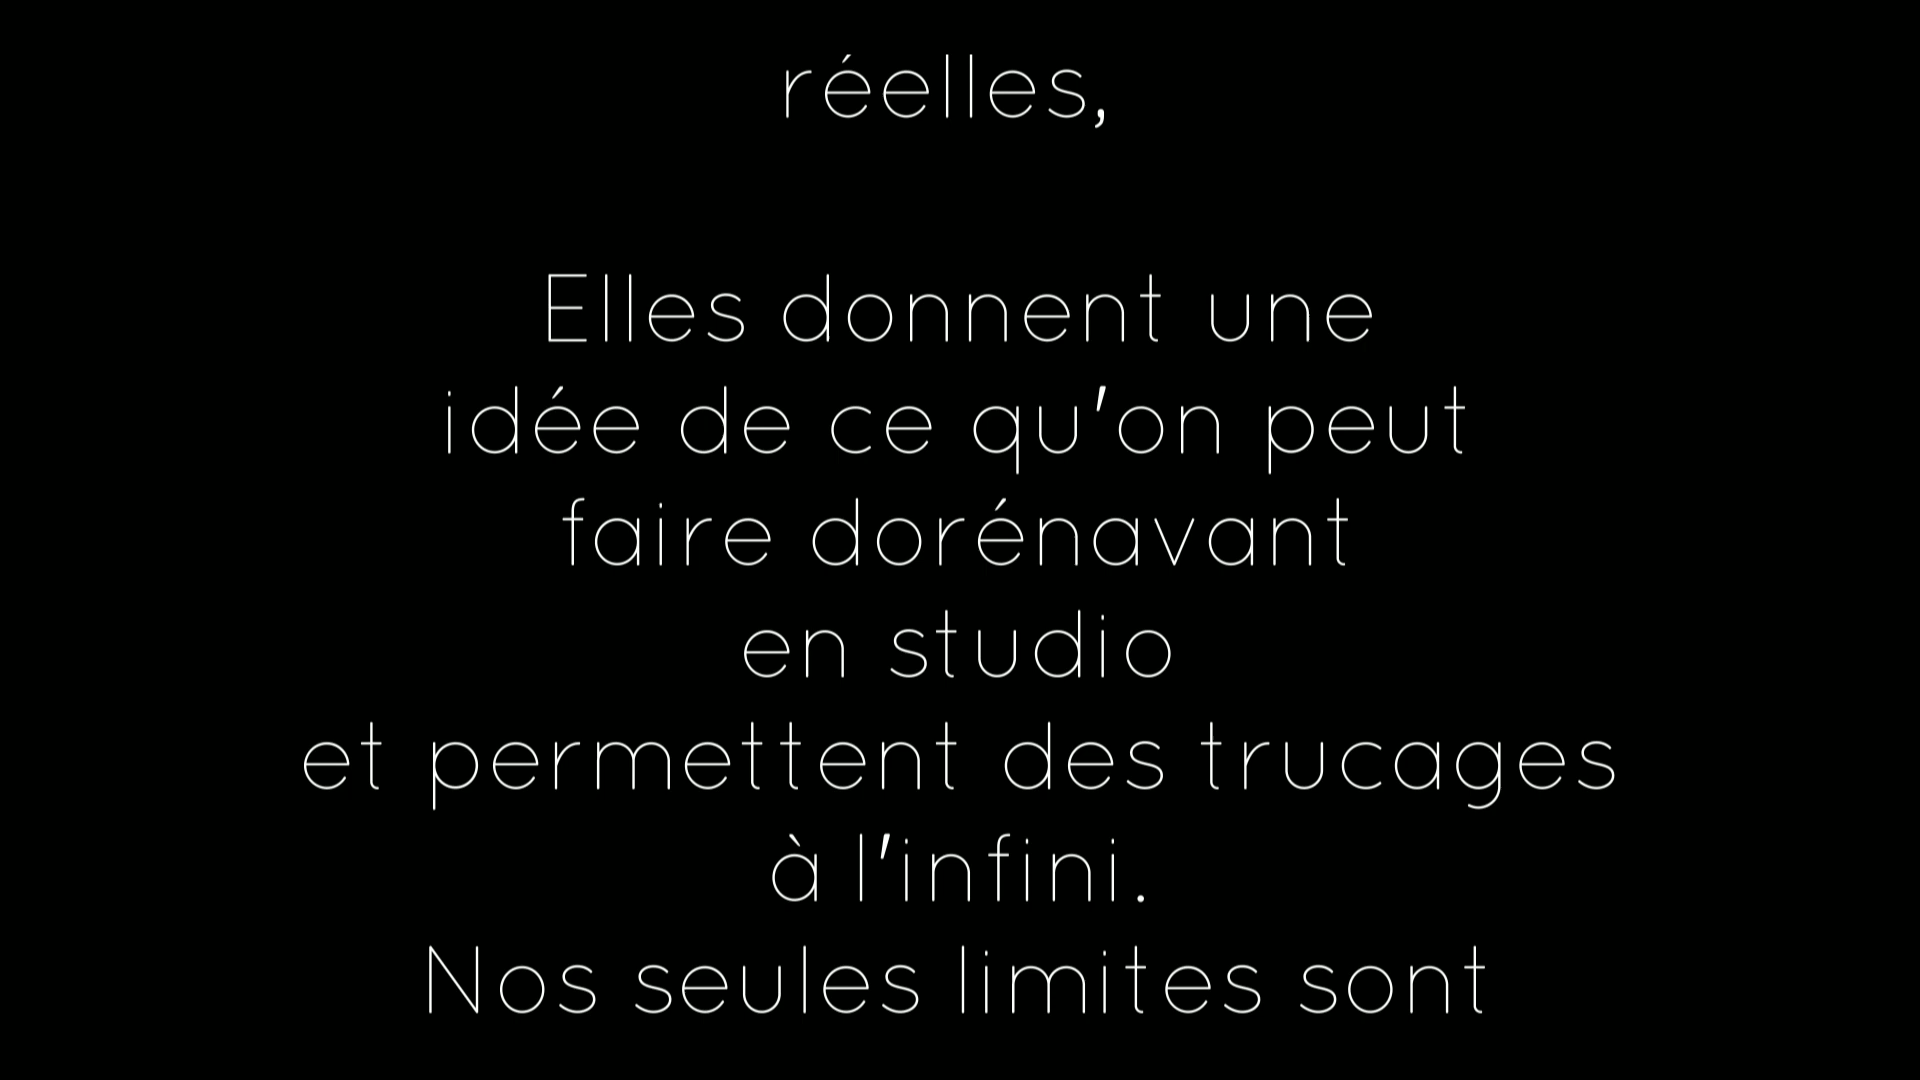 réelles,
Elles donnent une
idée de ce qu'on peut
faire dorénavant
en studio
et permettent des trucages
à l'infini.
Nos seules limites sont